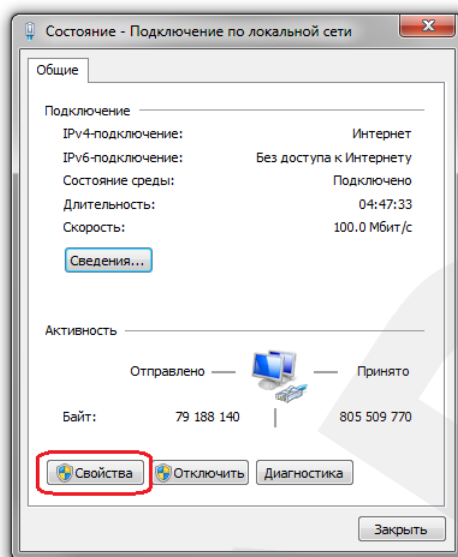 Состояние - Подключение по локальной сети
Общие
Подключение
IPv4-подключение: Интернет
IPv6-подключение: Без доступа к Интернету
Состояние среды: Подключено
Длительность: 04:47:33
Скорость: 100.0 Мбит/с
Сведения...
Активность
Отправлено — — Принято
Байт: 79 188 140 805 509 770
Свойства Отключить Диагностика
Закрыть